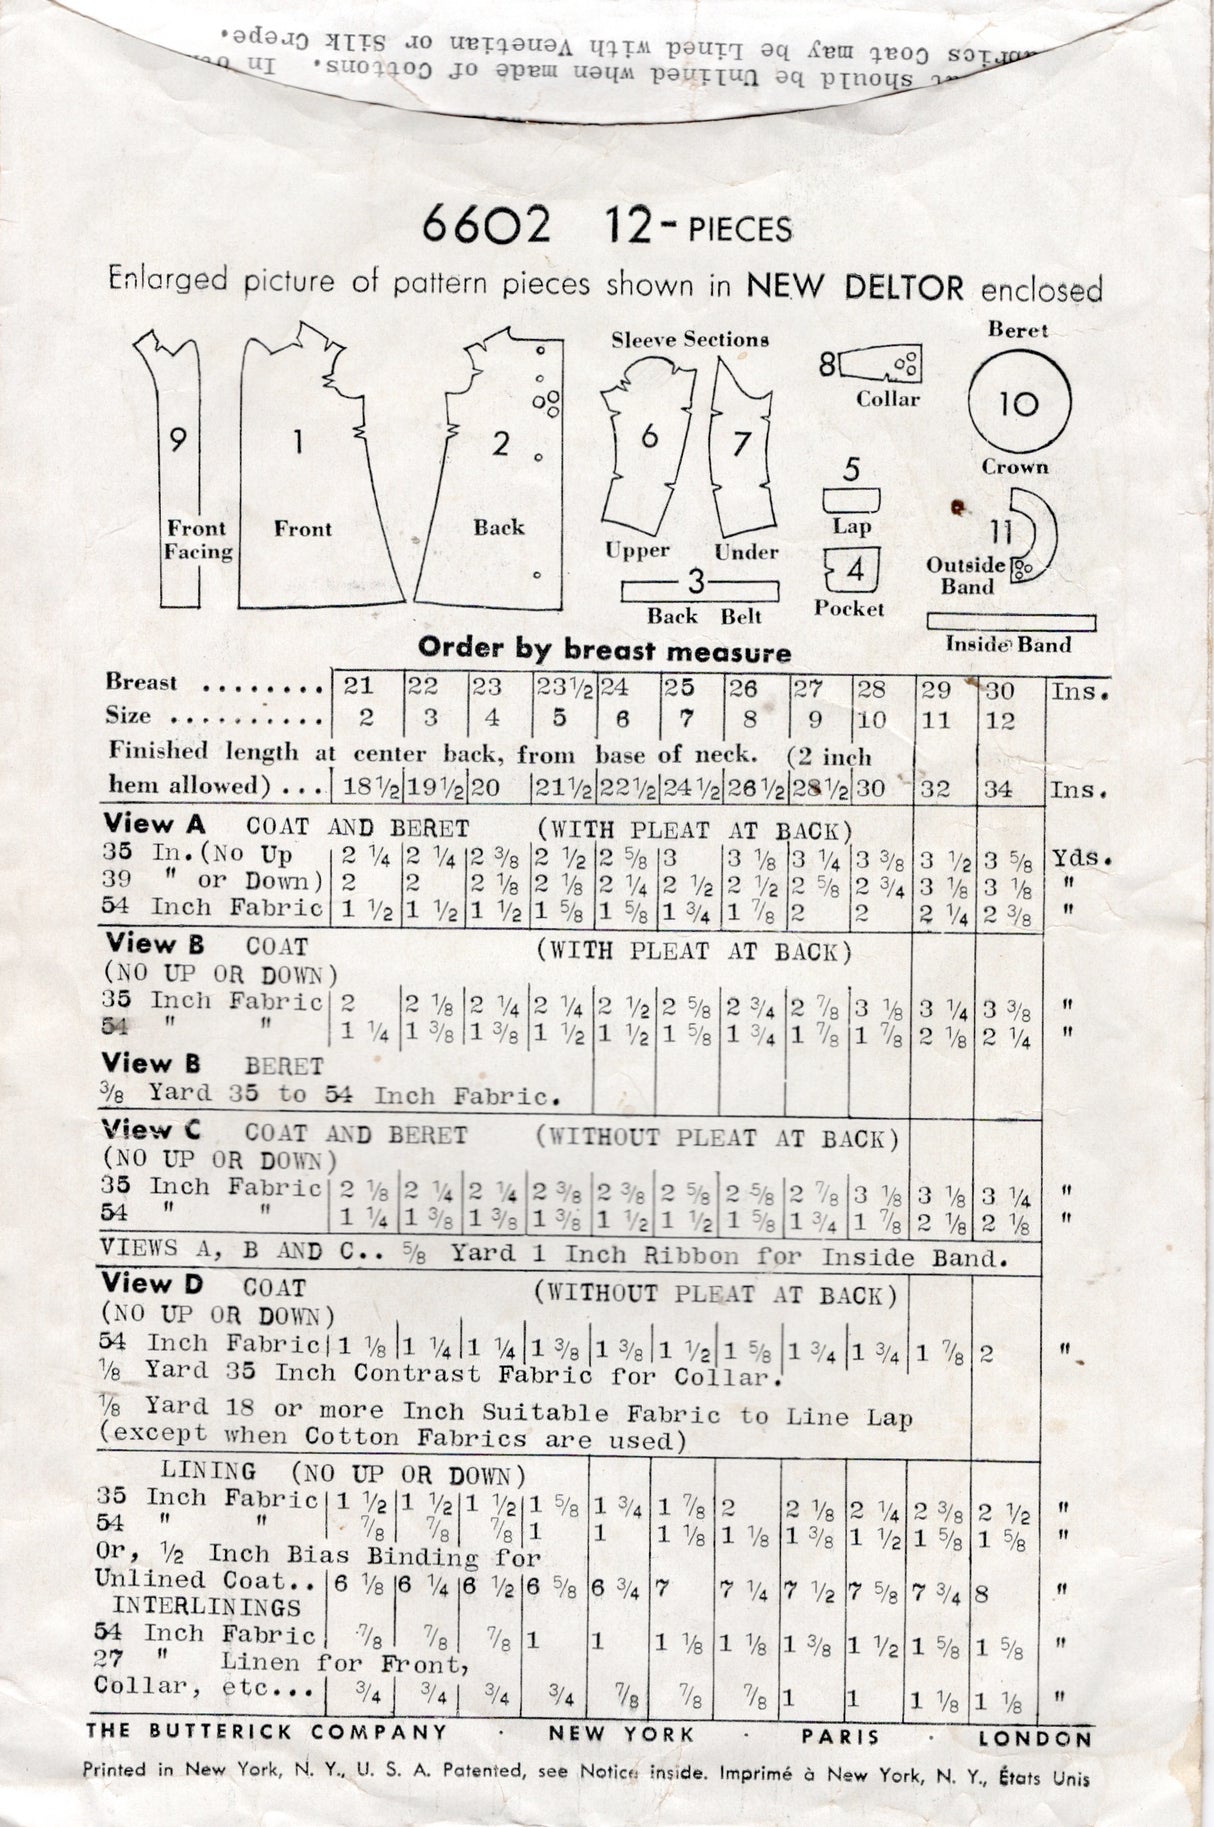 Fabrics Coat may be Lined with Venetian or Silk Crepe.
should be Unlined when made of Cottons. In
6602 12-PIECES
Enlarged picture of pattern pieces shown in NEW DELTOR enclosed
9 Front Facing
1 Front
2 Back
Sleeve Sections
6 Upper
7 Under
3
Back Belt
8 Collar
5
Lap
4
Pocket
Beret
10
Crown
11 Outside Band
Inside Band
Order by breast measure
Breast ........ 21 22 23 23 1/2 24 25 26 27 28 29 30 Ins.
Size .......... 2 3 4 5 6 7 8 9 10 11 12
Finished length at center back, from base of neck. (2 inch
hem allowed) ... 18 1/2 19 1/2 20 21 1/2 22 1/2 24 1/2 26 1/2 28 1/2 30 32 34 Ins.
View A COAT AND BERET (WITH PLEAT AT BACK)
35 In.(No Up 2 1/4 2 1/4 2 3/8 2 1/2 2 5/8 3 3 1/8 3 1/4 3 3/8 3 1/2 3 5/8 Yds.
39 " or Down) 2 2 2 1/8 2 1/8 2 1/4 2 1/2 2 1/2 2 5/8 2 3/4 3 1/8 3 1/8 "
54 Inch Fabric 1 1/2 1 1/2 1 1/2 1 5/8 1 5/8 1 3/4 1 7/8 2 2 2 1/4 2 3/8 "
View B COAT (WITH PLEAT AT BACK)
(NO UP OR DOWN)
35 Inch Fabric 2 2 1/8 2 1/4 2 1/4 2 1/2 2 5/8 2 3/4 2 7/8 3 1/8 3 1/4 3 3/8 "
54 " " 1 1/4 1 3/8 1 3/8 1 1/2 1 1/2 1 5/8 1 3/4 1 7/8 1 7/8 2 1/8 2 1/4 "
View B BERET
3/8 Yard 35 to 54 Inch Fabric.
View C COAT AND BERET (WITHOUT PLEAT AT BACK)
(NO UP OR DOWN)
35 Inch Fabric 2 1/8 2 1/4 2 1/4 2 3/8 2 3/8 2 5/8 2 5/8 2 7/8 3 1/8 3 1/8 3 1/4 "
54 " " 1 1/4 1 3/8 1 3/8 1 3/8 1 1/2 1 1/2 1 5/8 1 3/4 1 7/8 2 1/8 2 1/8 "
VIEWS A, B AND C.. 5/8 Yard 1 Inch Ribbon for Inside Band.
View D COAT (WITHOUT PLEAT AT BACK)
(NO UP OR DOWN)
54 Inch Fabric 1 1/8 1 1/4 1 1/4 1 3/8 1 3/8 1 1/2 1 5/8 1 3/4 1 3/4 1 7/8 2 "
1/8 Yard 35 Inch Contrast Fabric for Collar.
1/8 Yard 18 or more Inch Suitable Fabric to Line Lap
(except when Cotton Fabrics are used)
LINING (NO UP OR DOWN)
35 Inch Fabric 1 1/2 1 1/2 1 1/2 1 5/8 1 3/4 1 7/8 2 2 1/8 2 1/4 2 3/8 2 1/2 "
54 " " 7/8 7/8 7/8 1 1 1 1/8 1 1/8 1 3/8 1 1/2 1 5/8 1 5/8 "
Or, 1/2 Inch Bias Binding for
Unlined Coat.. 6 1/8 6 1/4 6 1/2 6 5/8 6 3/4 7 7 1/4 7 1/2 7 5/8 7 3/4 8 "
INTERLININGS
54 Inch Fabric 7/8 7/8 7/8 1 1 1 1/8 1 1/8 1 3/8 1 1/2 1 5/8 1 5/8 "
27 " Linen for Front,
Collar, etc... 3/4 3/4 3/4 3/4 7/8 7/8 7/8 1 1 1 1/8 1 1/8 "
THE BUTTERICK COMPANY · NEW YORK · PARIS · LONDON
Printed in New York, N. Y., U. S. A. Patented, see Notice inside. Imprimé à New York, N. Y., États Unis